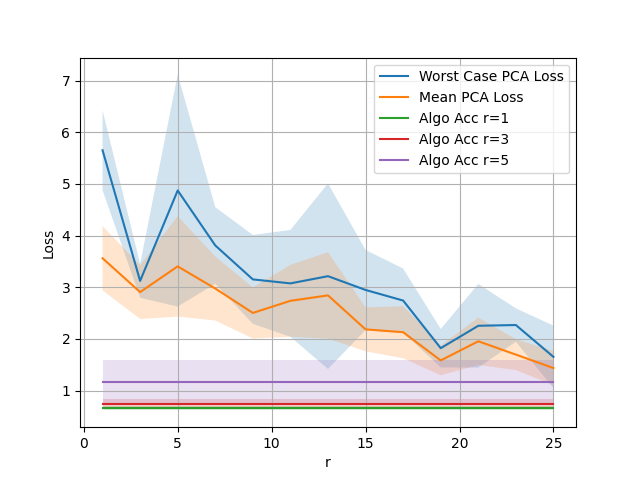 Worst Case PCA Loss
Mean PCA Loss
Algo Acc r=1
Algo Acc r=3
Algo Acc r=5
Loss
7
6
5
4
3
2
1
0 5 10 15 20 25
r